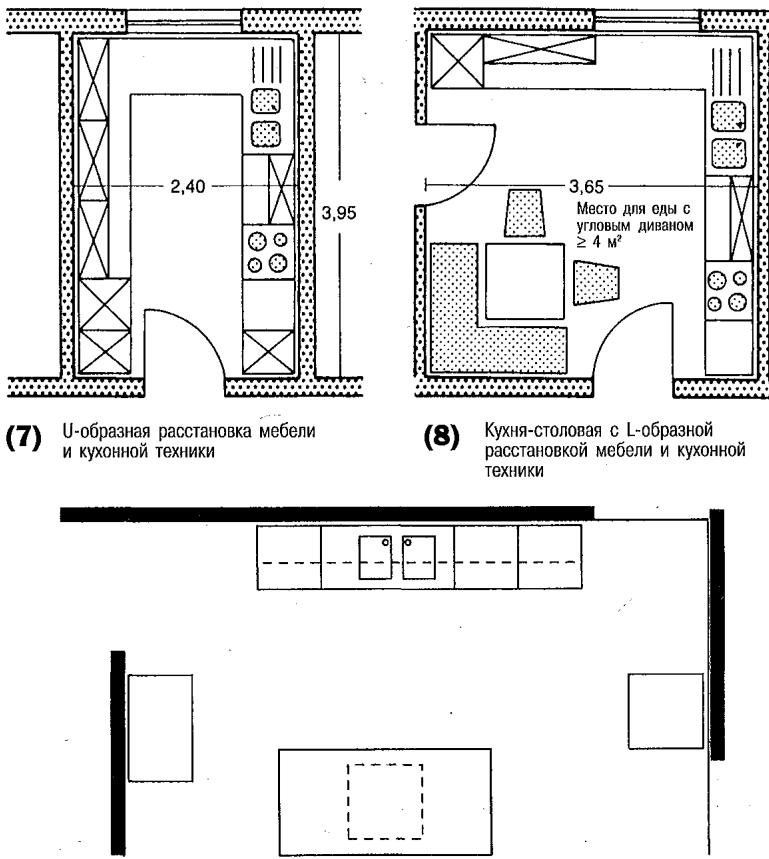 2,40
3,95
3,65
Место для еды с
угловым диваном
≥ 4 м²
(7) U-образная расстановка мебели
и кухонной техники
(8) Кухня-столовая с L-образной
расстановкой мебели и кухонной
техники